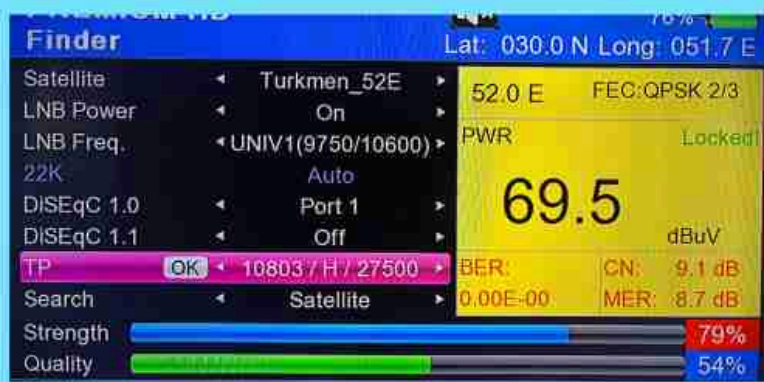 Finder
76%
Lat: 030.0 N Long: 051.7 E
Satellite Turkmen_52E
LNB Power On
LNB Freq. UNIV1(9750/10600)
22K Auto
DiSEqC 1.0 Port 1
DiSEqC 1.1 Off
TP OK 10803 / H / 27500
Search Satellite
52.0 E FEC:QPSK 2/3
PWR Locked!
69.5
dBuV
BER: CN: 9.1 dB
0.00E-00 MER: 8.7 dB
Strength 79%
Quality 54%